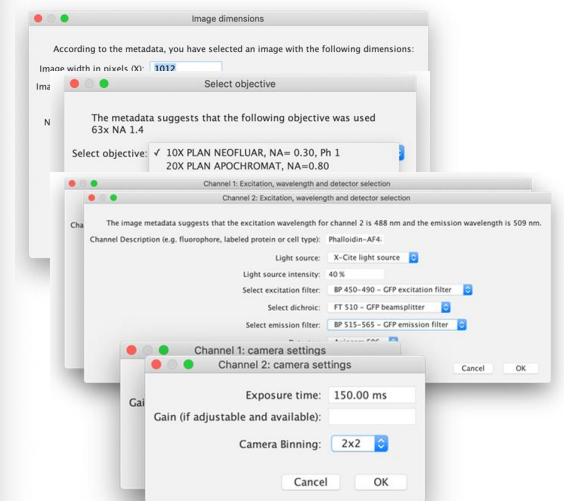 Image dimensions
According to the metadata, you have selected an image with the following dimensions:
Image width in pixels (X): 1012
Select objective
The metadata suggests that the following objective was used
63x NA 1.4
Select objective: ✓ 10X PLAN NEOFLUAR, NA= 0.30, Ph 1
20X PLAN APOCHROMAT, NA=0.80
Channel 1: Excitation, wavelength and detector selection
Channel 2: Excitation, wavelength and detector selection
The image metadata suggests that the excitation wavelength for channel 2 is 488 nm and the emission wavelength is 509 nm.
Channel Description (e.g. fluorophore, labeled protein or cell type): Phalloidin-AF4
Light source: X-Cite light source
Light source intensity: 40 %
Select excitation filter: BP 450-490 - GFP excitation filter
Select dichroic: FT 510 - GFP beamsplitter
Select emission filter: BP 515-565 - GFP emission filter
Cancel OK
Channel 1: camera settings
Channel 2: camera settings
Exposure time: 150.00 ms
Gain (if adjustable and available):
Camera Binning: 2x2
Cancel OK